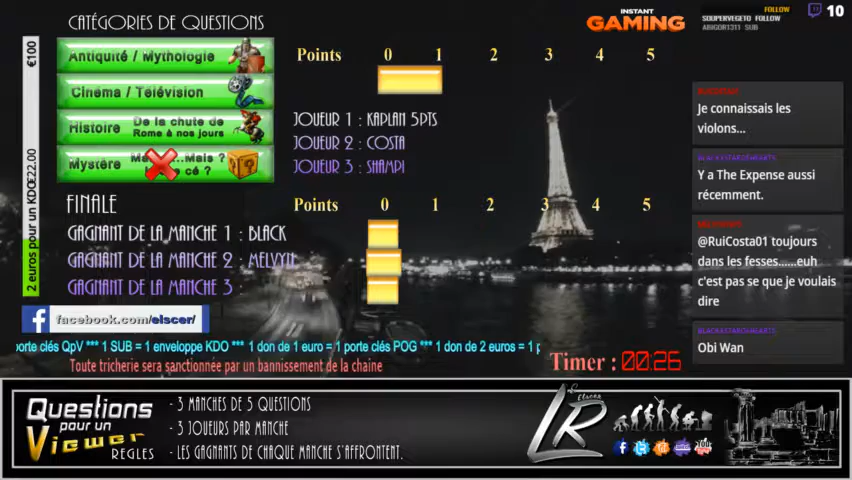 CATÉGORIES DE QUESTIONS
INSTANT
GAMING
FOLLOW
SOUPERVEGETO FOLLOW
ABIGOR1311 SUB
10
€100
€22.00
2 euros pour un KDO
Antiquité / Mythologie
Cinéma / Télévision
Histoire De la chute de
Rome à nos jours
Mystère
Points 0 1 2 3 4 5
JOUEUR 1 : KAPLAN 5PTS
JOUEUR 2 : COSTA
JOUEUR 3 : SHAMPI
FINALE
Points 0 1 2 3 4 5
GAGNANT DE LA MANCHE 1 : BLACK
GAGNANT DE LA MANCHE 2 : MELVYLE
GAGNANT DE LA MANCHE 3 :
Je connaissais les
violons...
Y a The Expense aussi
récemment.
@RuiCosta01 toujours
dans les fesses......euh
c'est pas se que je voulais
dire
Obi Wan
facebook.com/elscer/
porte clés QpV *** 1 SUB = 1 enveloppe KDO *** 1 don de 1 euro = 1 porte clés POG *** 1 don de 2 euros = 1
Toute tricherie sera sanctionnée par un bannissement de la chaine
Timer : 00:26
Questions
pour un
Viewer
REGLES
- 3 MANCHES DE 5 QUESTIONS
- 3 JOUEURS PAR MANCHE
- LES GAGNANTS DE CHAQUE MANCHE S'AFFRONTENT.
LR